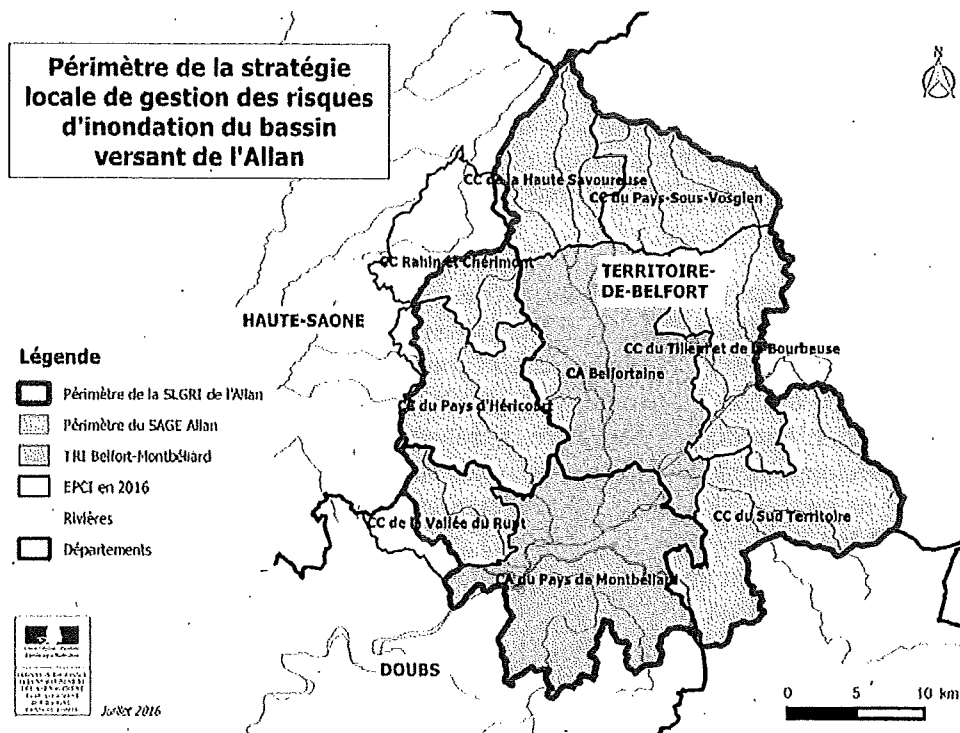 Périmètre de la stratégie
locale de gestion des risques
d'inondation du bassin
versant de l'Allan
N
CC de la Haute Savoureuse
CC du Pays-Sous-Vosgien
CC Rahin et Chérimont
TERRITOIRE-
DE-BELFORT
HAUTE-SAONE
CC du Tilleul et de la Bourbeuse
CA Belfortaine
CC du Pays d'Héricourt
Légende
Périmètre de la SLGRI de l'Allan
Périmètre du SAGE Allan
TRI Belfort-Montbéliard
EPCI en 2016
Rivières
Départements
CC du Sud Territoire
CC de la Vallée du Rupt
CA du Pays de Montbéliard
DOUBS
Juillet 2016
0 5 10 km